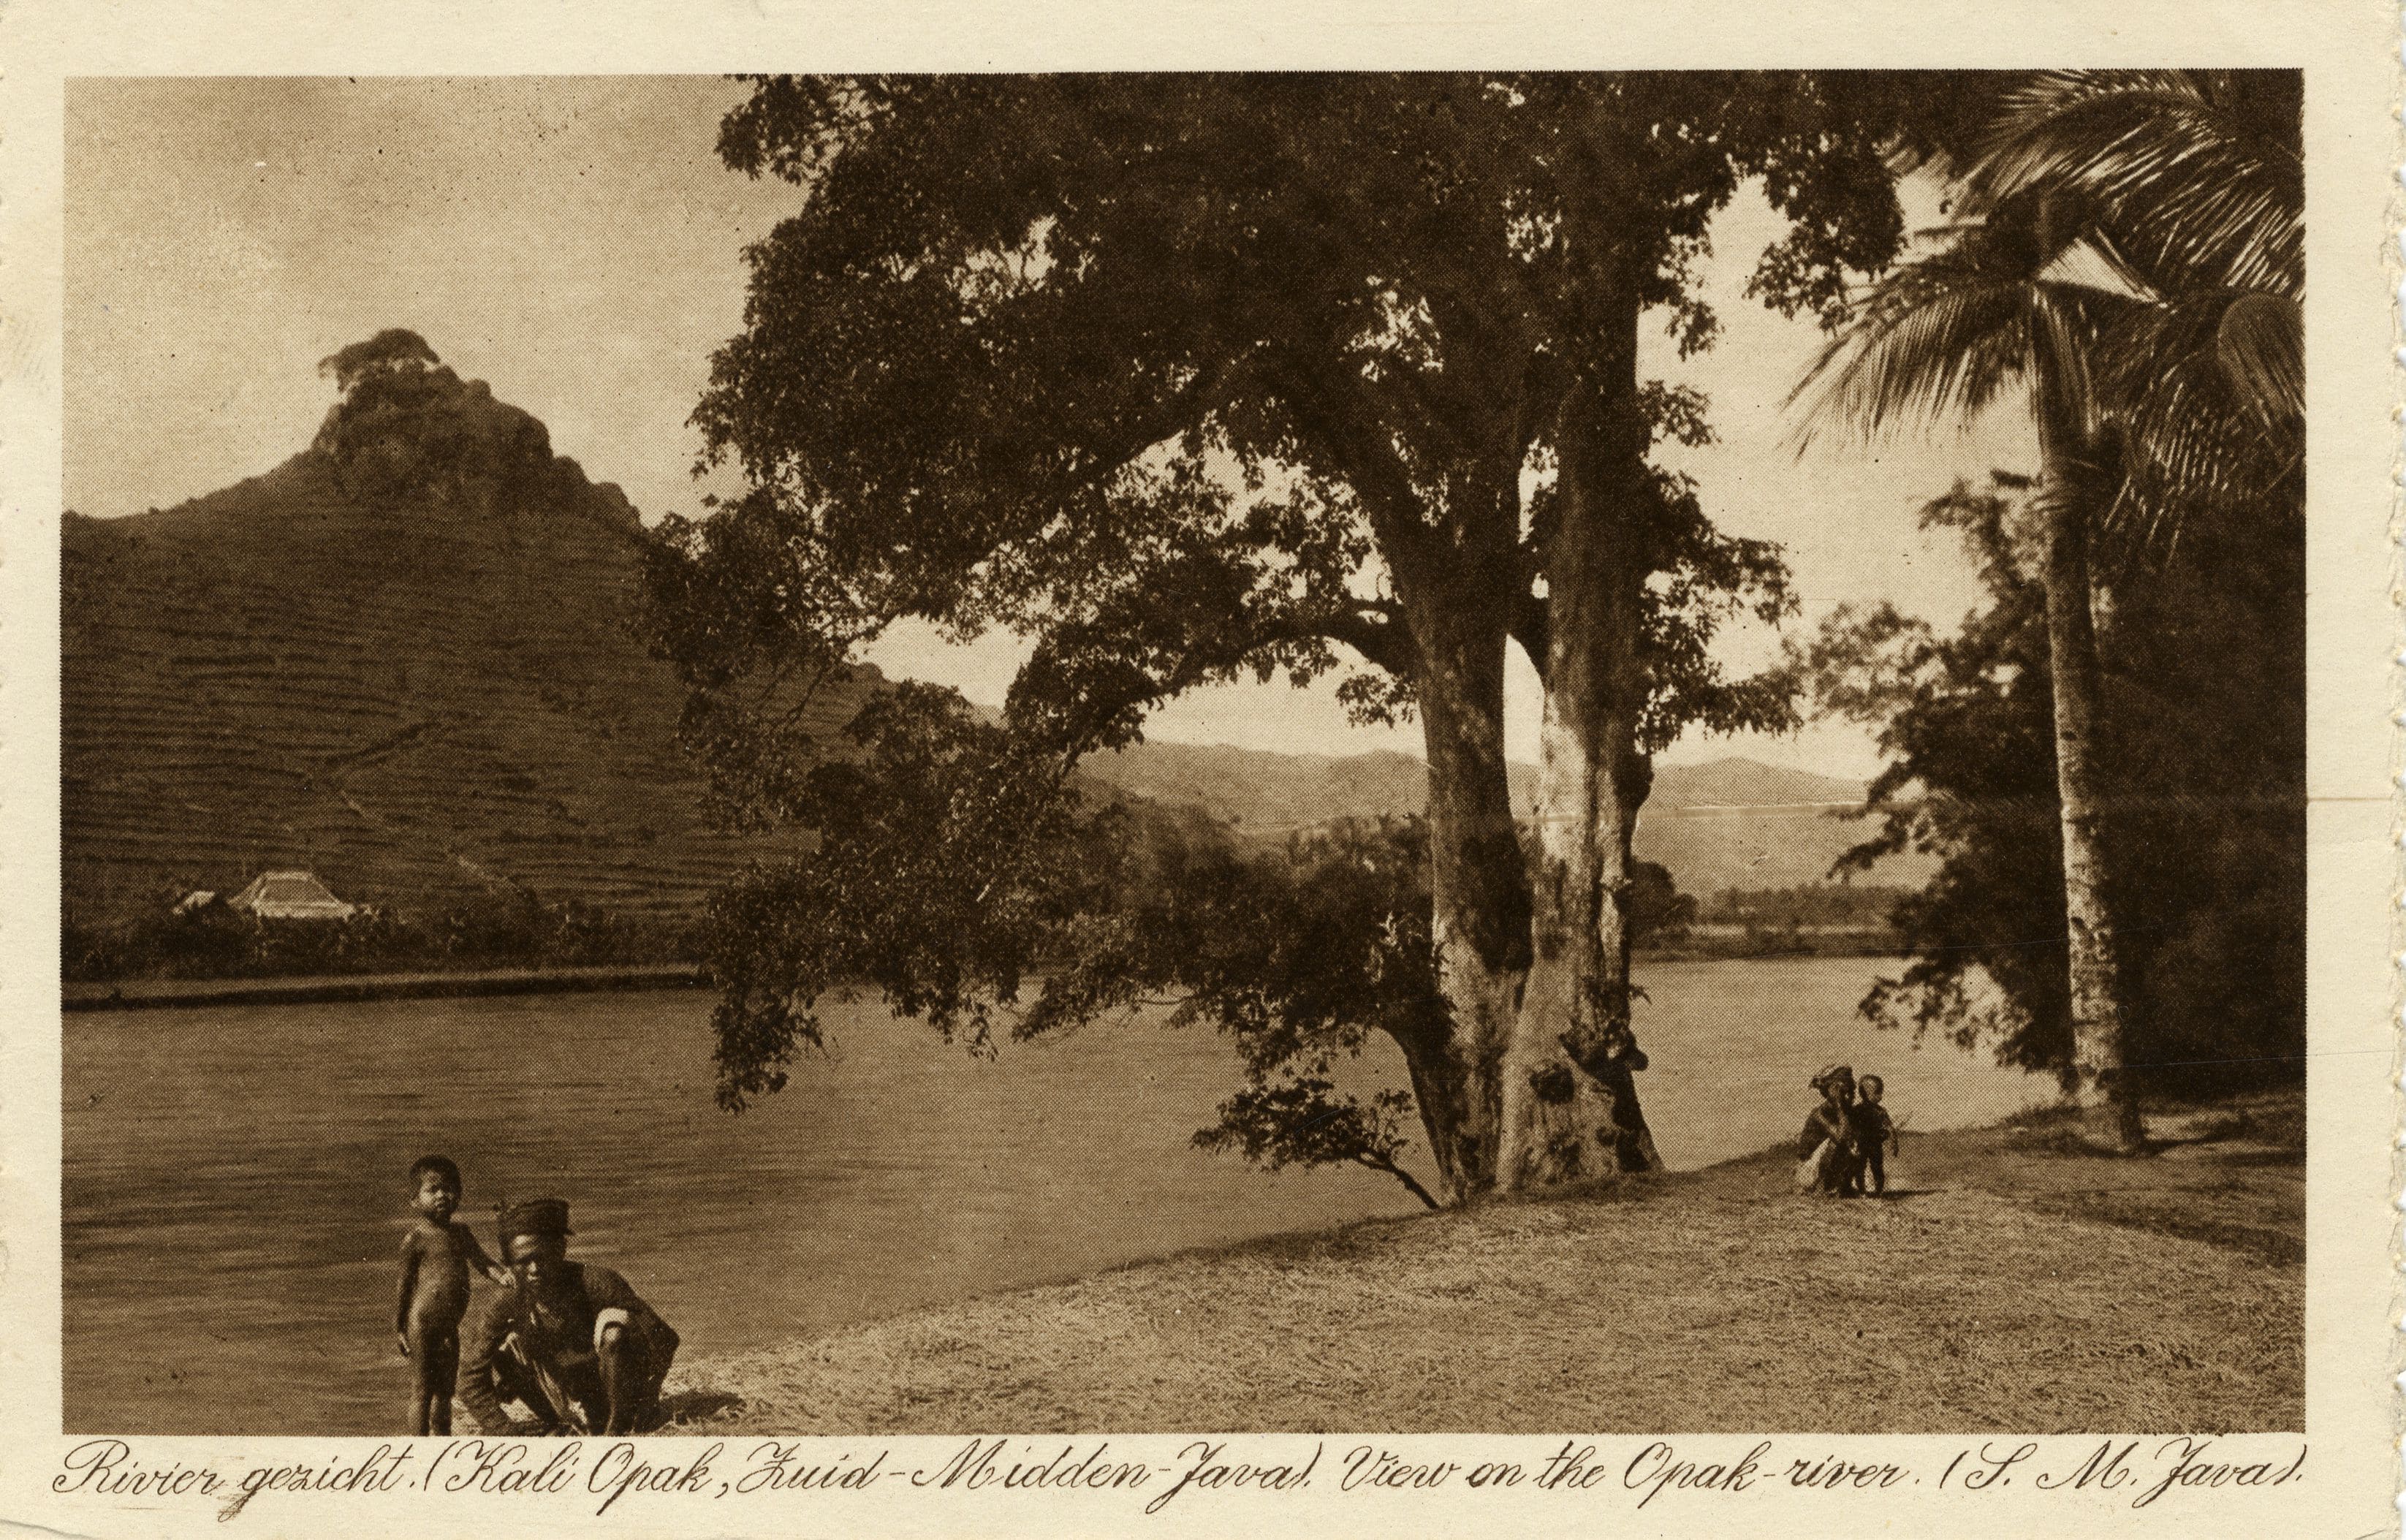 Rivier gezicht. (Kali Opak, Zuid-Midden-Java). View on the Opak-river. (S. M. Java).